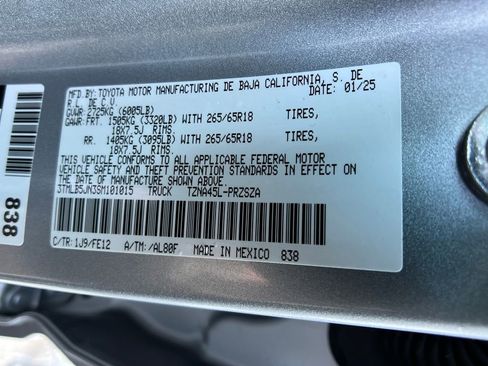 MFD.BY:TOYOTA MOTOR MANUFACTURING DE BAJA CALIFORNIA, S. DE
R.L. DE C.V. DATE: 01/25
GVWR:2725KG (6005LB)
GAWR: FRT. 1505KG (3320LB) WITH 265/65R18 TIRES,
18X7.5J RIMS.
RR. 1405KG (3095LB) WITH 265/65R18 TIRES,
18X7.5J RIMS.
THIS VEHICLE CONFORMS TO ALL APPLICABLE FEDERAL MOTOR
VEHICLE SAFETY AND THEFT PREVENTION STANDARDS IN EFFECT ON
THE DATE OF MANUFACTURE SHOWN ABOVE.
3TMLB5JN3SM101015 TRUCK TZNA45L-PRZSZA
C/TR:1J9/FE12 A/TM:/AL80F MADE IN MEXICO 838
838